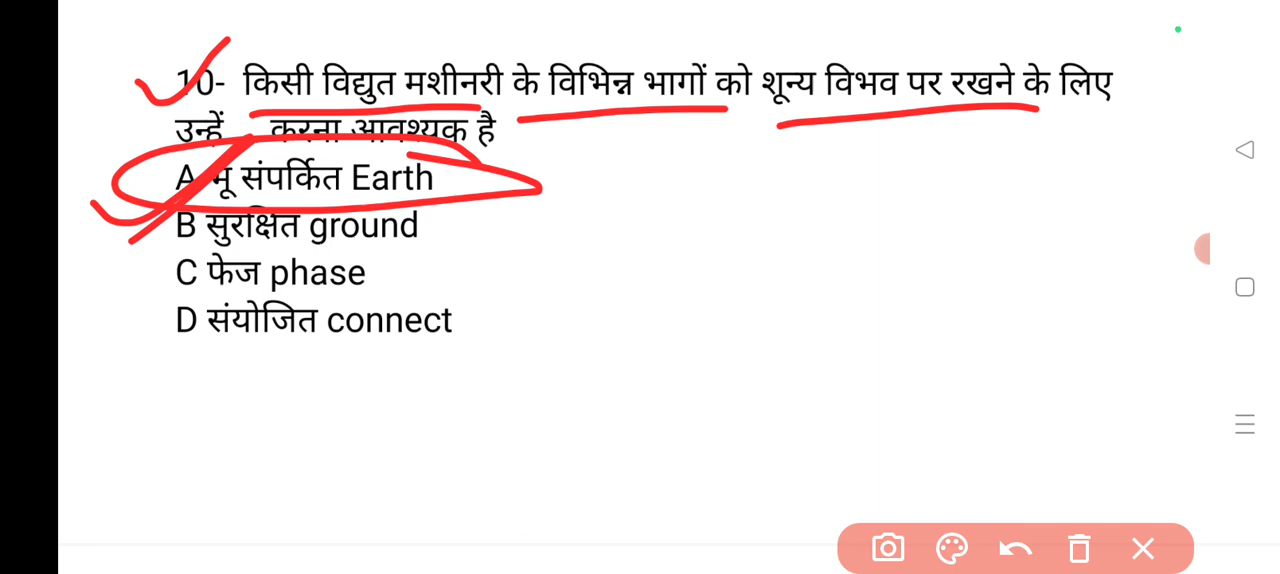 10- किसी विद्युत मशीनरी के विभिन्न भागों को शून्य विभव पर रखने के लिए
उन्हें करना आवश्यक है
A भू संपर्कित Earth
B सुरक्षित ground
C फेज phase
D संयोजित connect